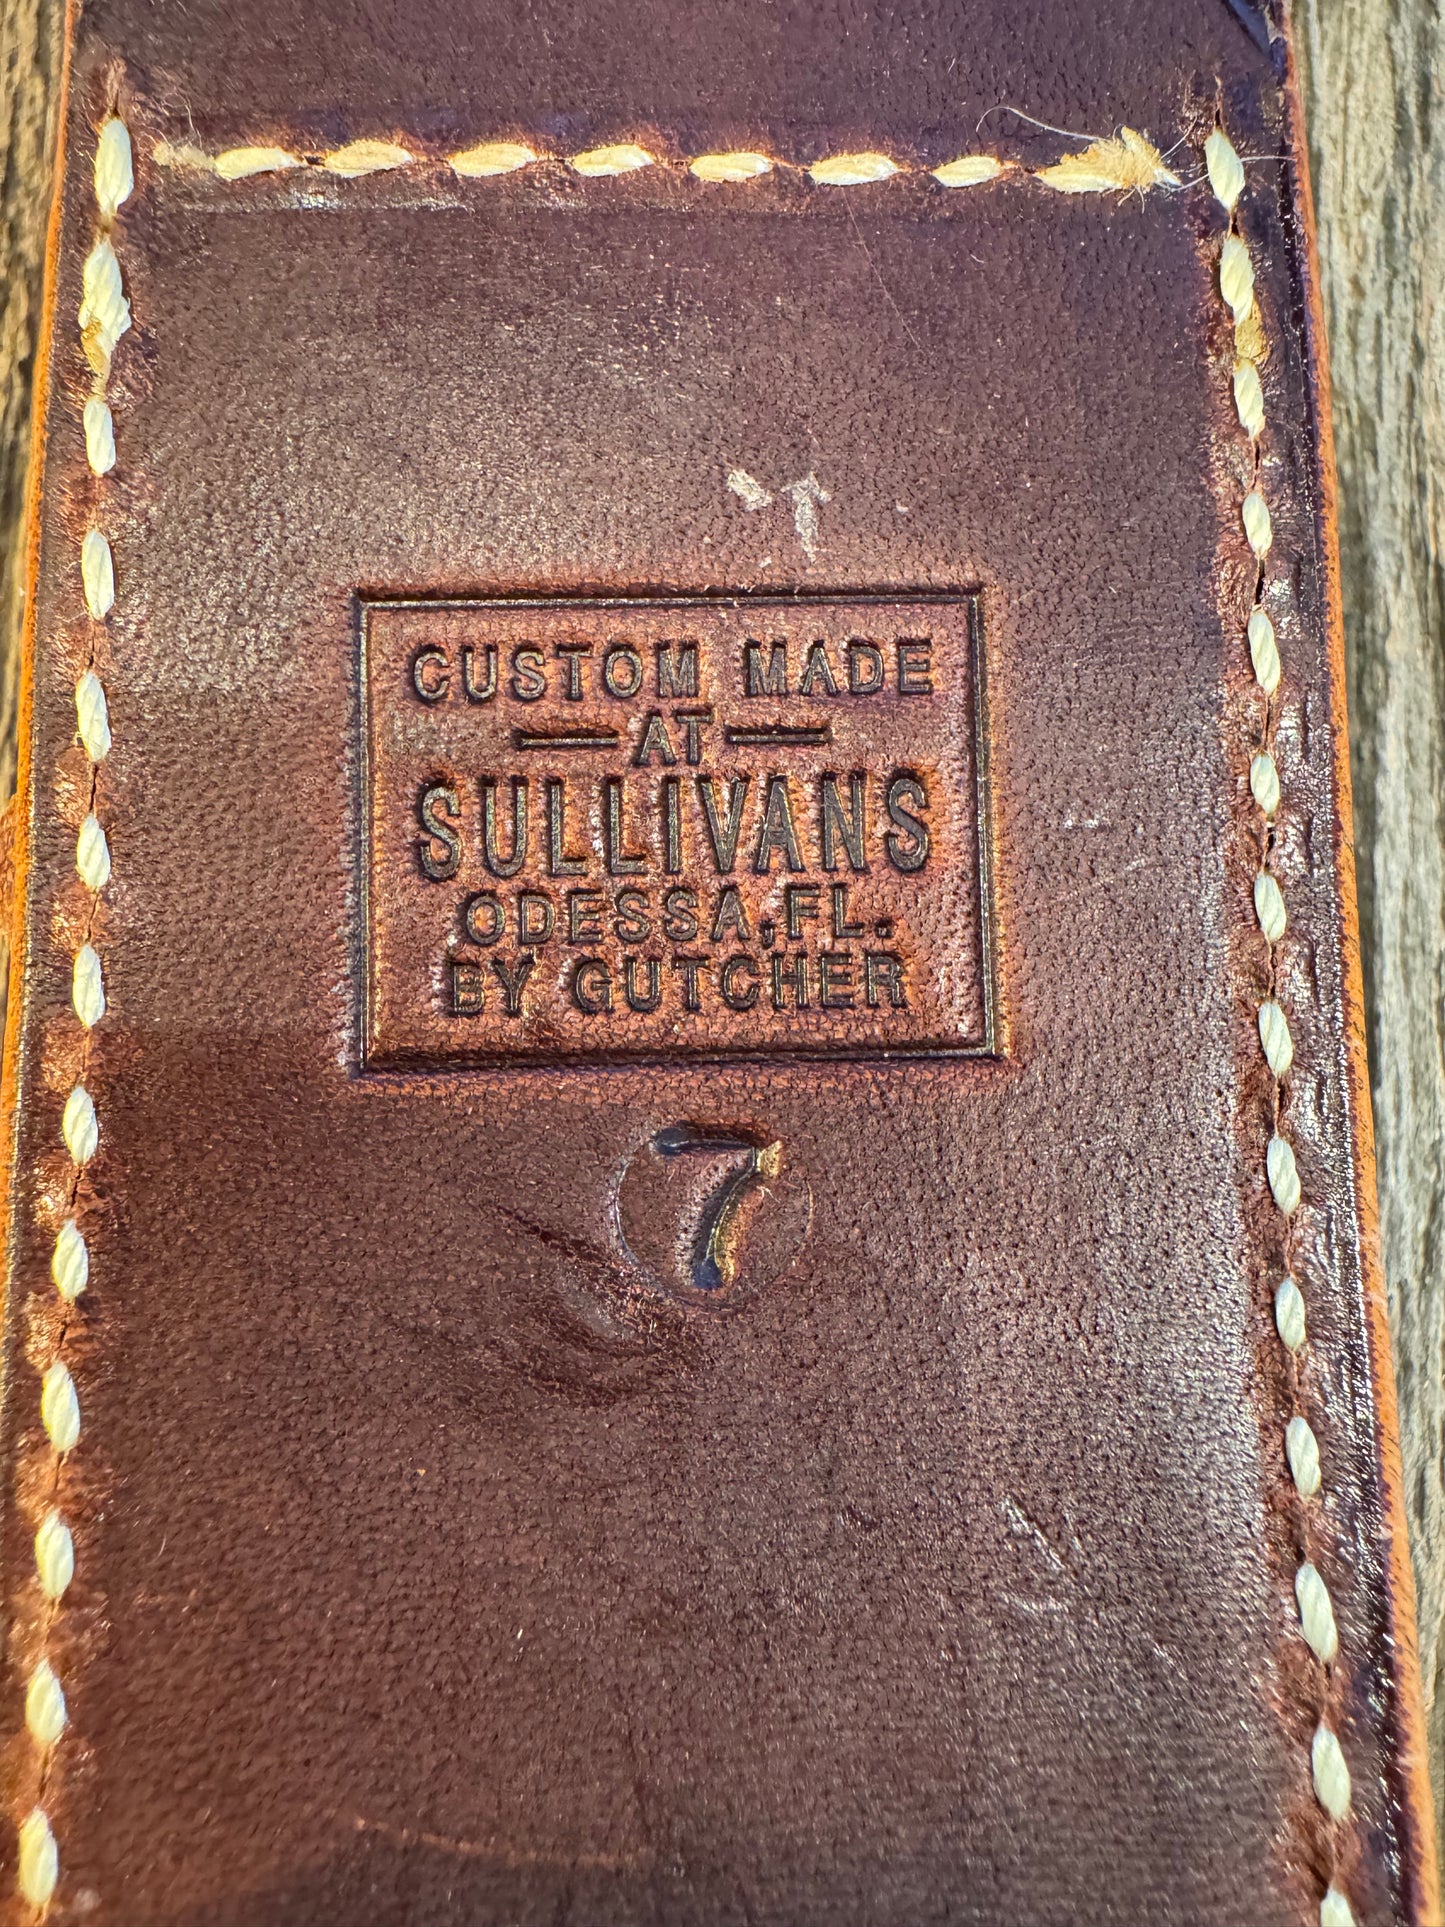 CUSTOM MADE
— AT —
SULLIVANS
ODESSA, FL.
BY GUTCHER
7